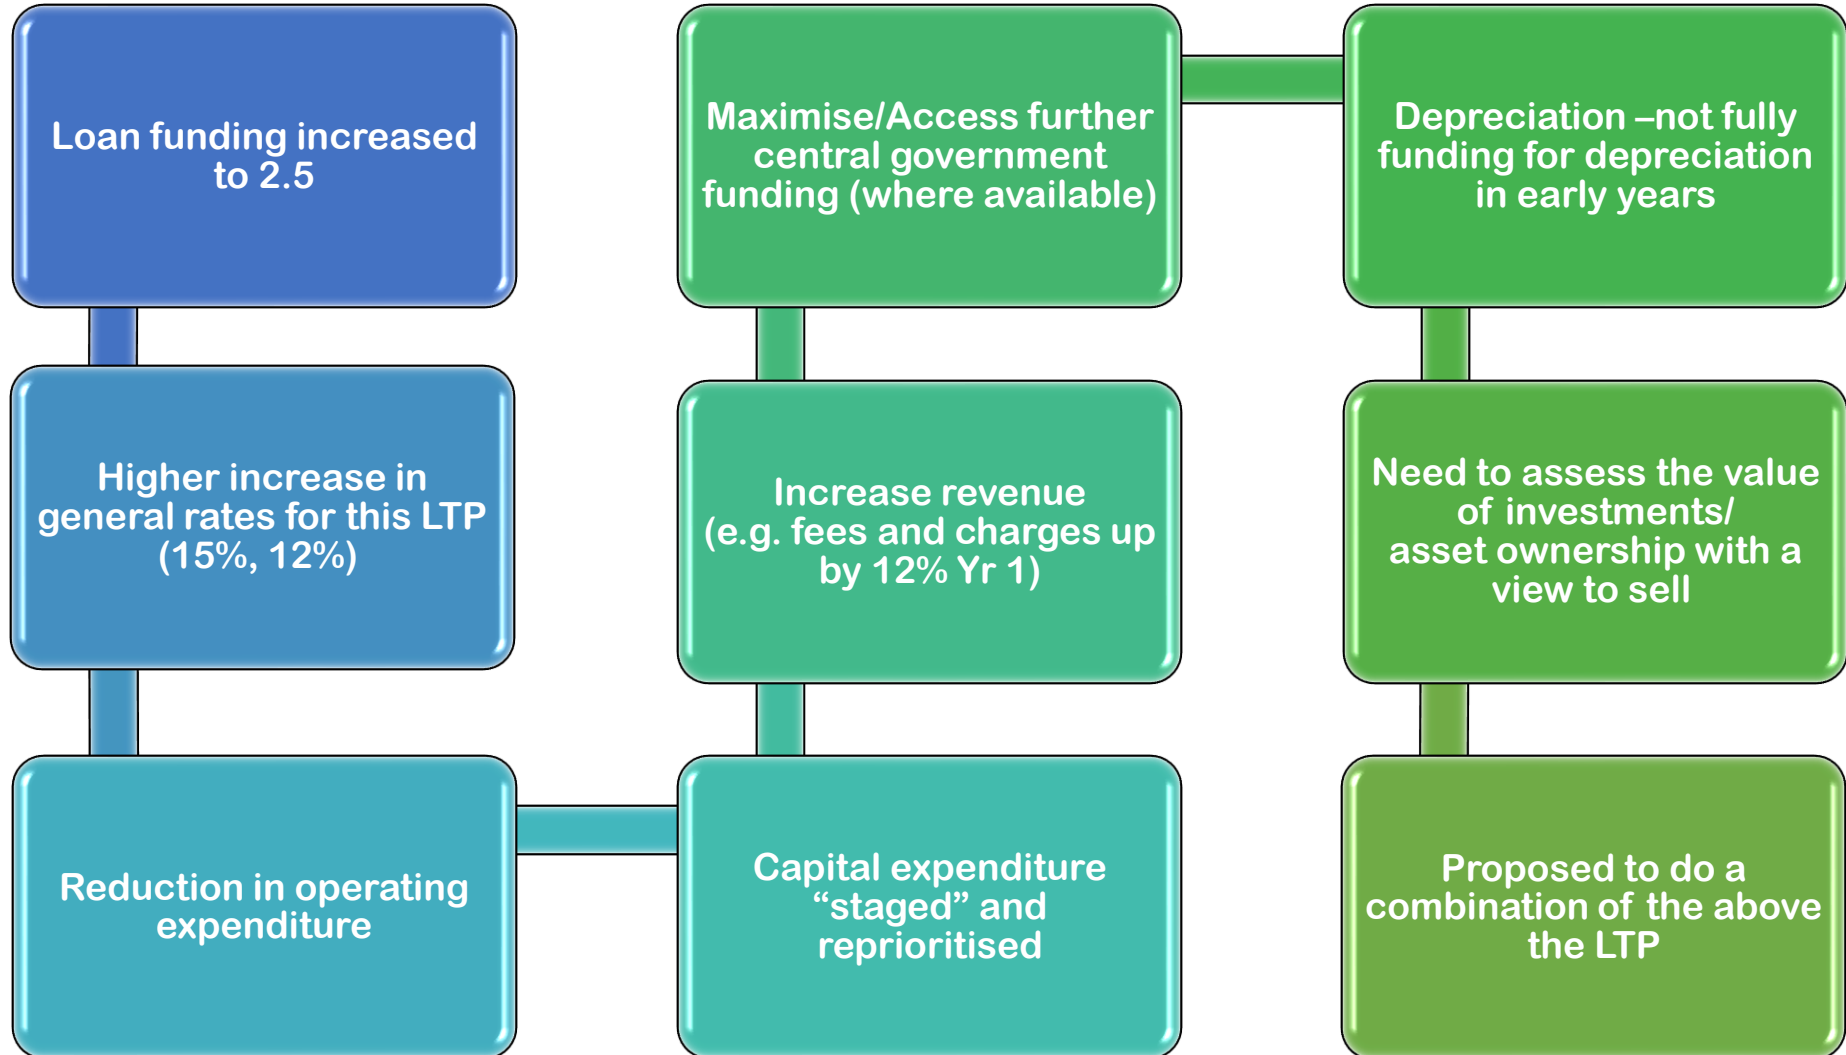 Loan funding increased
to 2.5
Higher increase in
general rates for this LTP
(15%, 12%)
Reduction in operating
expenditure
Capital expenditure
“staged” and
reprioritised
Increase revenue
(e.g. fees and charges up
by 12% Yr 1)
Maximise/Access further
central government
funding (where available)
Depreciation –not fully
funding for depreciation
in early years
Need to assess the value
of investments/
asset ownership with a
view to sell
Proposed to do a
combination of the above
the LTP